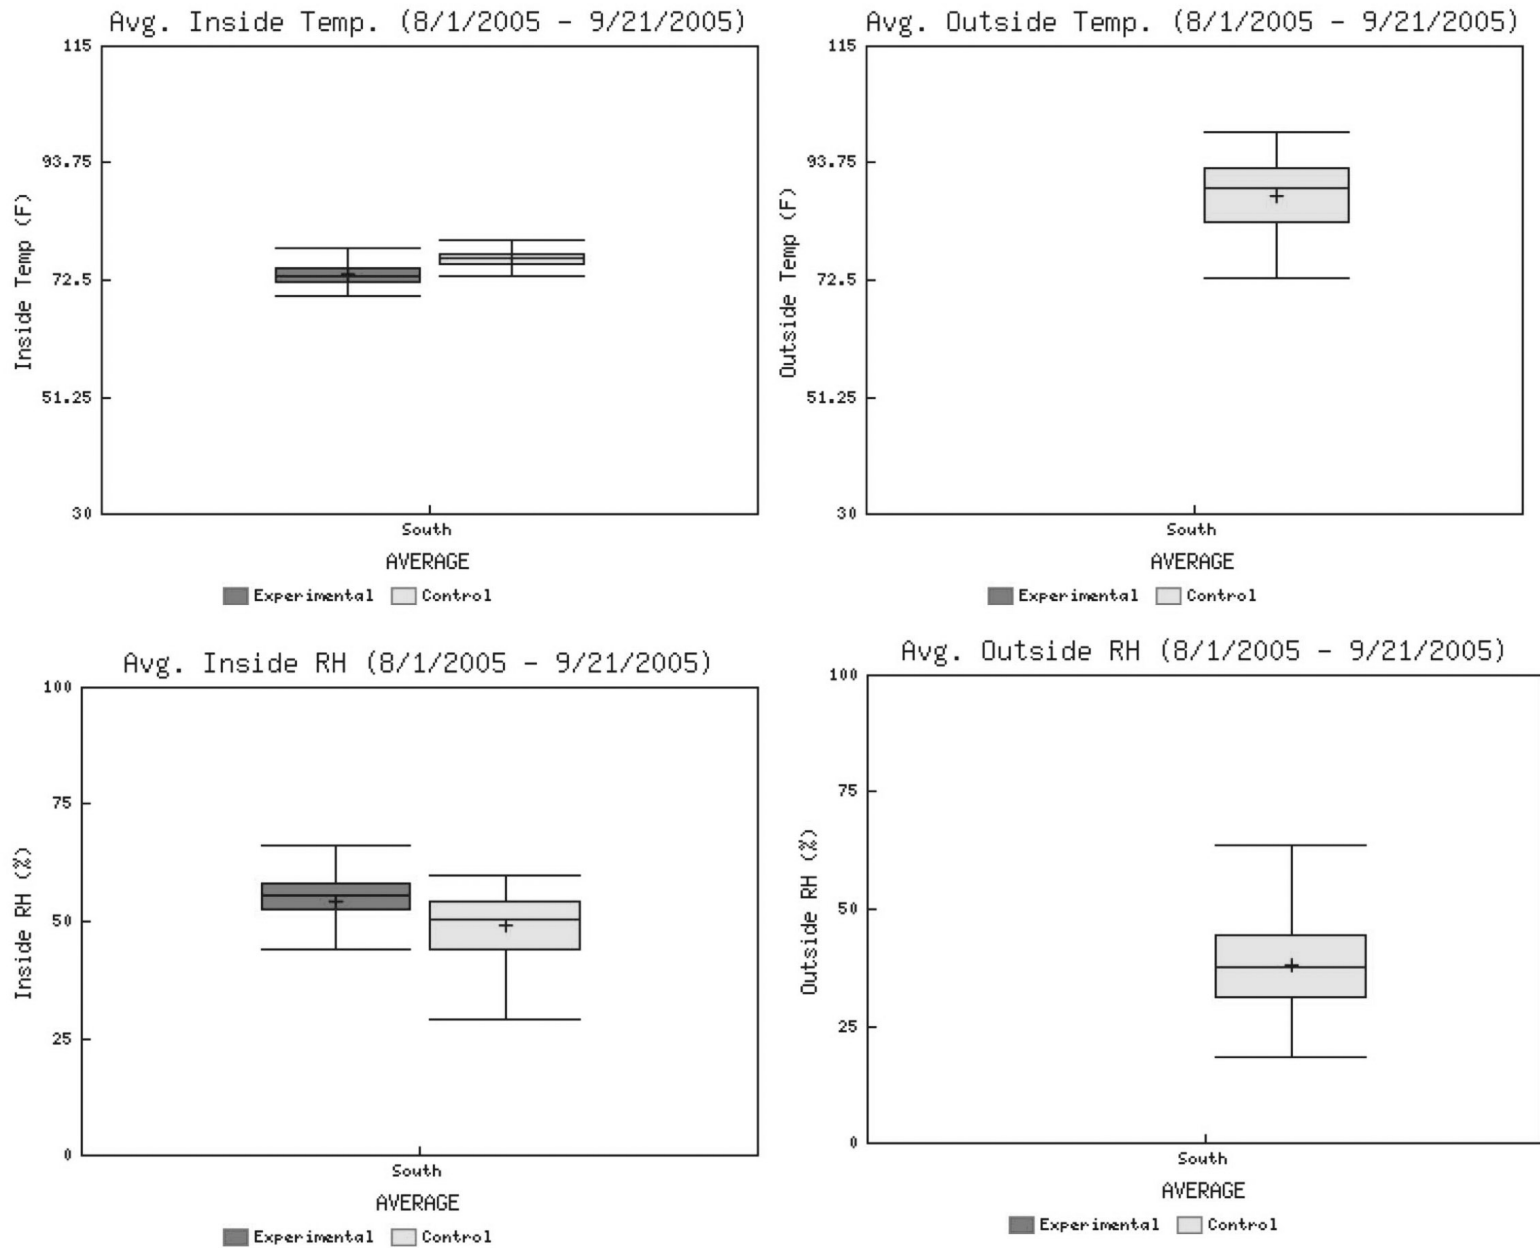 Avg. Inside Temp. (8/1/2005 - 9/21/2005)
115
93.75
72.5
51.25
30
Inside Temp (F)
South
AVERAGE
Experimental Control
Avg. Outside Temp. (8/1/2005 - 9/21/2005)
115
93.75
72.5
51.25
30
Outside Temp (F)
South
AVERAGE
Experimental Control
Avg. Inside RH (8/1/2005 - 9/21/2005)
100
75
50
25
0
Inside RH (%)
South
AVERAGE
Experimental Control
Avg. Outside RH (8/1/2005 - 9/21/2005)
100
75
50
25
0
Outside RH (%)
South
AVERAGE
Experimental Control